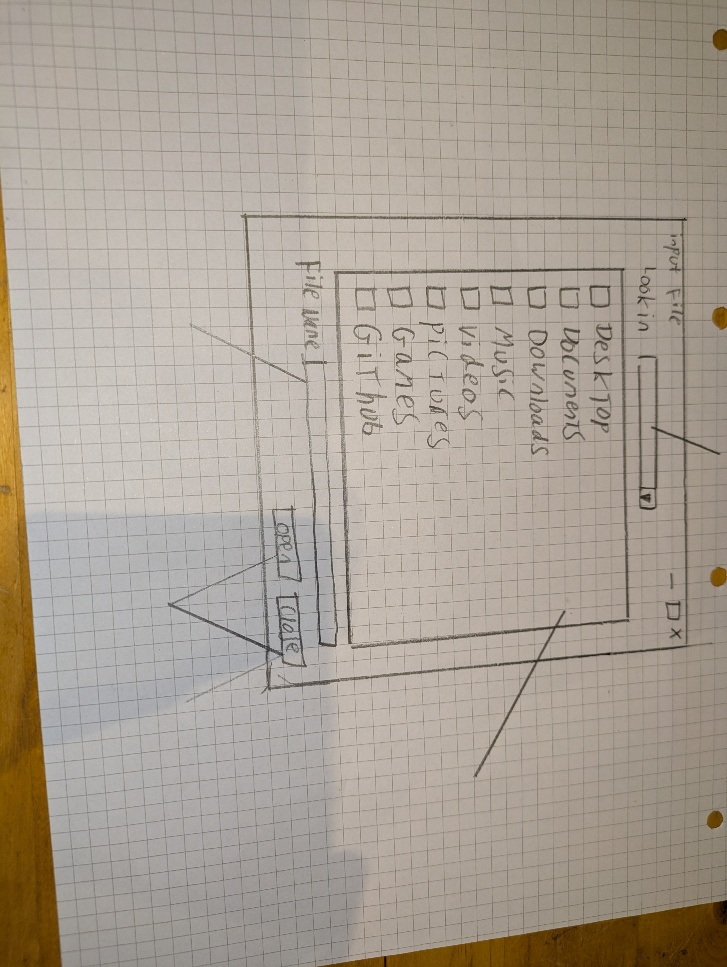 input File - □ x
Look in
DeskTop
Documents
Downloads
Music
Videos
PicTures
Games
GiThub
File name
open Close